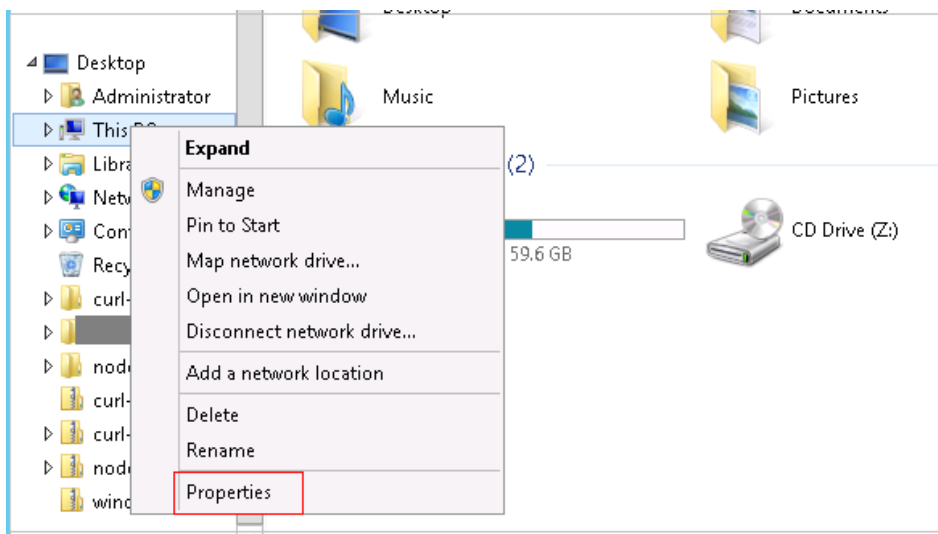 Desktop
Administrator
This
Expand
Manage
Pin to Start
Map network drive...
Open in new window
Disconnect network drive...
Add a network location
Delete
Rename
Properties
Music
Pictures
(2)
59.6 GB
CD Drive (Z:)